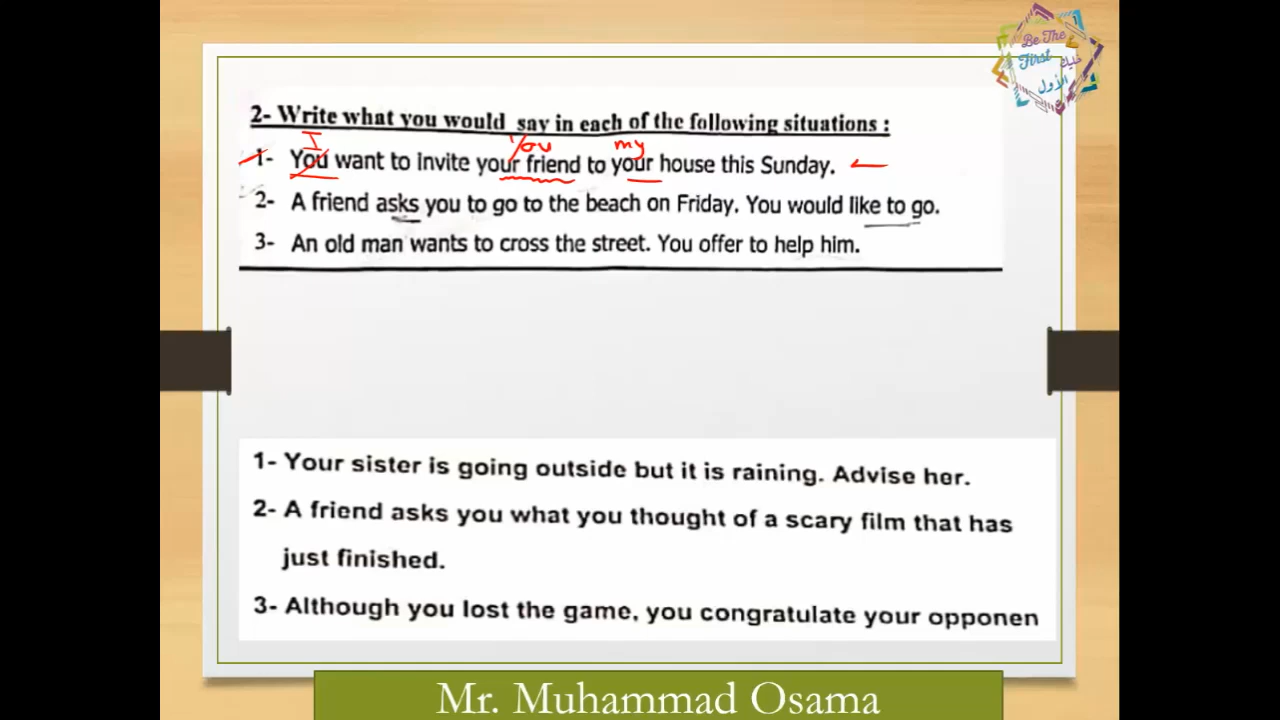 Be The
First
خليك
الأول
2- Write what you would say in each of the following situations :
I you my
1- You want to invite your friend to your house this Sunday.
2- A friend asks you to go to the beach on Friday. You would like to go.
3- An old man wants to cross the street. You offer to help him.
1- Your sister is going outside but it is raining. Advise her.
2- A friend asks you what you thought of a scary film that has
just finished.
3- Although you lost the game, you congratulate your opponen
Mr. Muhammad Osama